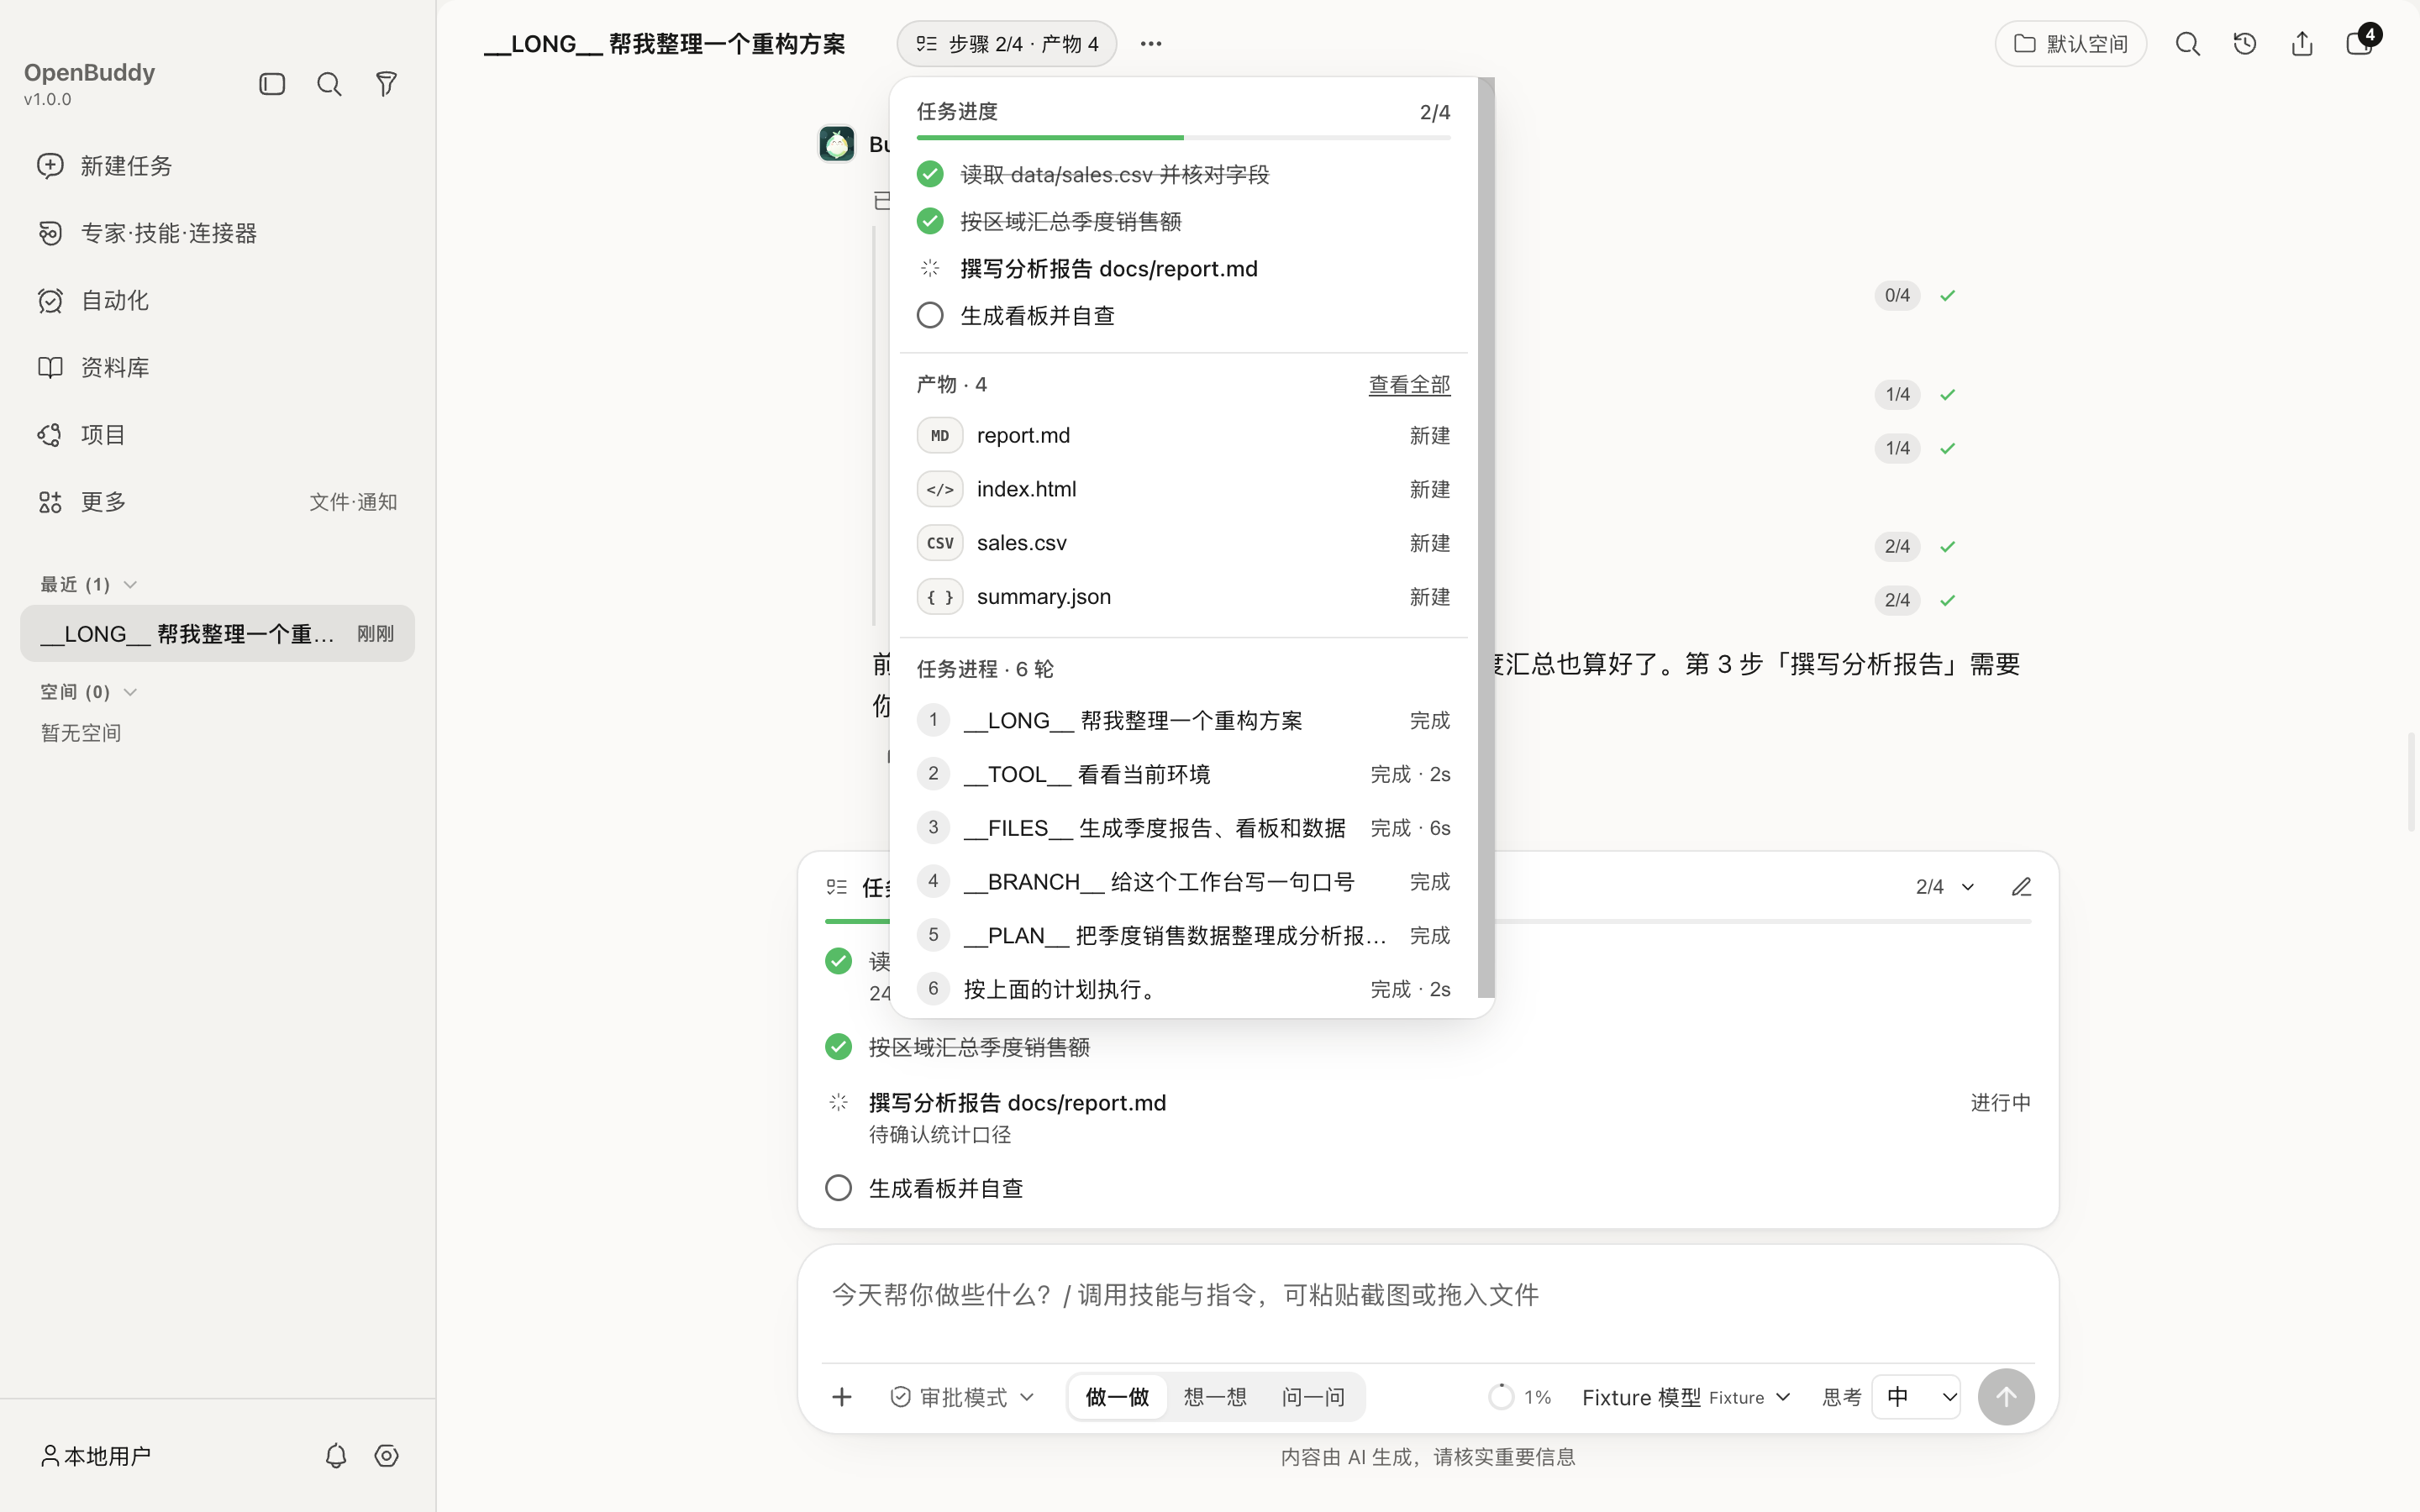 OpenBuddy
v1.0.0
新建任务
专家·技能·连接器
自动化
资料库
项目
更多
文件·通知
最近 (1)
__LONG__ 帮我整理一个重…
刚刚
空间 (0)
暂无空间
本地用户
__LONG__ 帮我整理一个重构方案
步骤 2/4 · 产物 4
默认空间
4
任务进度
2/4
读取 data/sales.csv 并核对字段
按区域汇总季度销售额
撰写分析报告 docs/report.md
生成看板并自查
产物 · 4
查看全部
MD
report.md
新建
</>
index.html
新建
CSV
sales.csv
新建
{ }
summary.json
新建
任务进程 · 6 轮
1
__LONG__ 帮我整理一个重构方案
完成
2
__TOOL__ 看看当前环境
完成 · 2s
3
__FILES__ 生成季度报告、看板和数据
完成 · 6s
4
__BRANCH__ 给这个工作台写一句口号
完成
5
__PLAN__ 把季度销售数据整理成分析报…
完成
6
按上面的计划执行。
完成 · 2s
0/4
1/4
1/4
2/4
2/4
前
汇总也算好了。第 3 步「撰写分析报告」需要
你
2/4
读
24
按区域汇总季度销售额
撰写分析报告 docs/report.md
进行中
待确认统计口径
生成看板并自查
今天帮你做些什么？/ 调用技能与指令，可粘贴截图或拖入文件
审批模式
做一做
想一想
问一问
1%
Fixture 模型 Fixture
思考
中
内容由 AI 生成，请核实重要信息